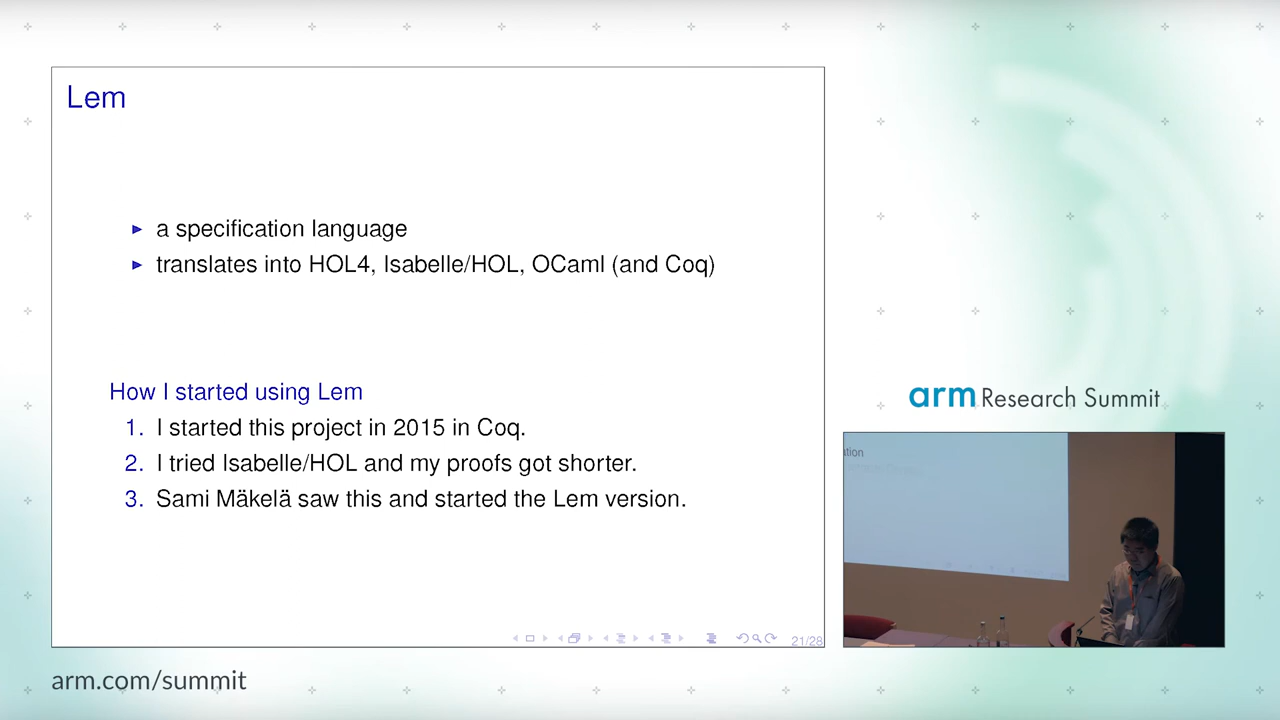 Lem
a specification language
translates into HOL4, Isabelle/HOL, OCaml (and Coq)
How I started using Lem
1. I started this project in 2015 in Coq.
2. I tried Isabelle/HOL and my proofs got shorter.
3. Sami Mäkelä saw this and started the Lem version.
21/28
arm Research Summit
ation
arm.com/summit